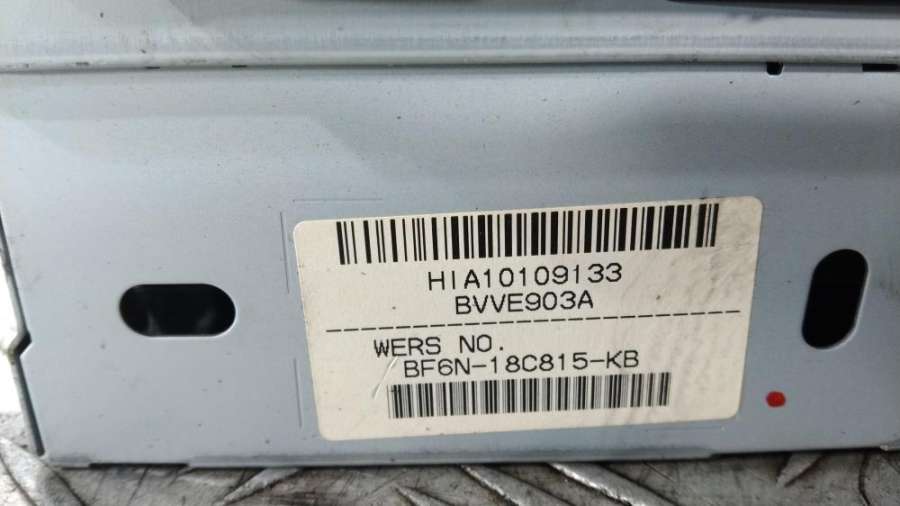 HIA10109133
BVVE903A
WERS NO.
BF6N-18C815-KB